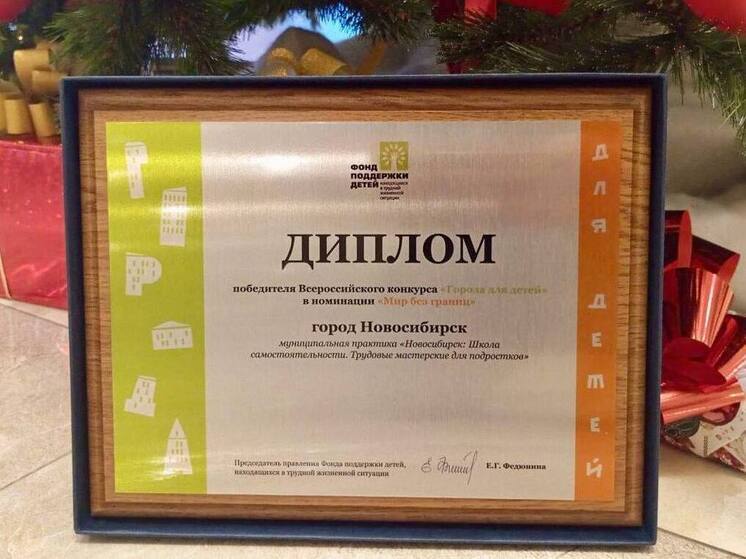 ФОНД
ПОДДЕРЖКИ
ДЕТЕЙ находящихся
в трудной
жизненной
ситуации
ДИПЛОМ
победителя Всероссийского конкурса «Города для детей»
в номинации «Мир без границ»
город Новосибирск
муниципальная практика «Новосибирск: Школа
самостоятельности. Трудовые мастерские для подростков»
Председатель правления Фонда поддержки детей,
находящихся в трудной жизненной ситуации
Е.Г. Федюнина
ДЛЯ ДЕТЕЙ